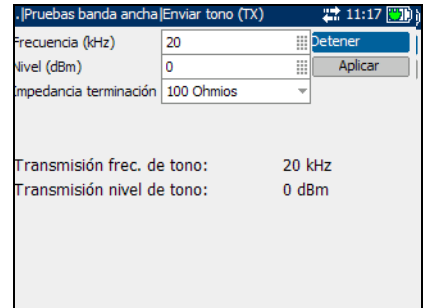 .|Pruebas banda ancha|Enviar tono (TX) 11:17
Frecuencia (kHz) 20 Detener
Nivel (dBm) 0 Aplicar
Impedancia terminación 100 Ohmios
Transmisión frec. de tono: 20 kHz
Transmisión nivel de tono: 0 dBm